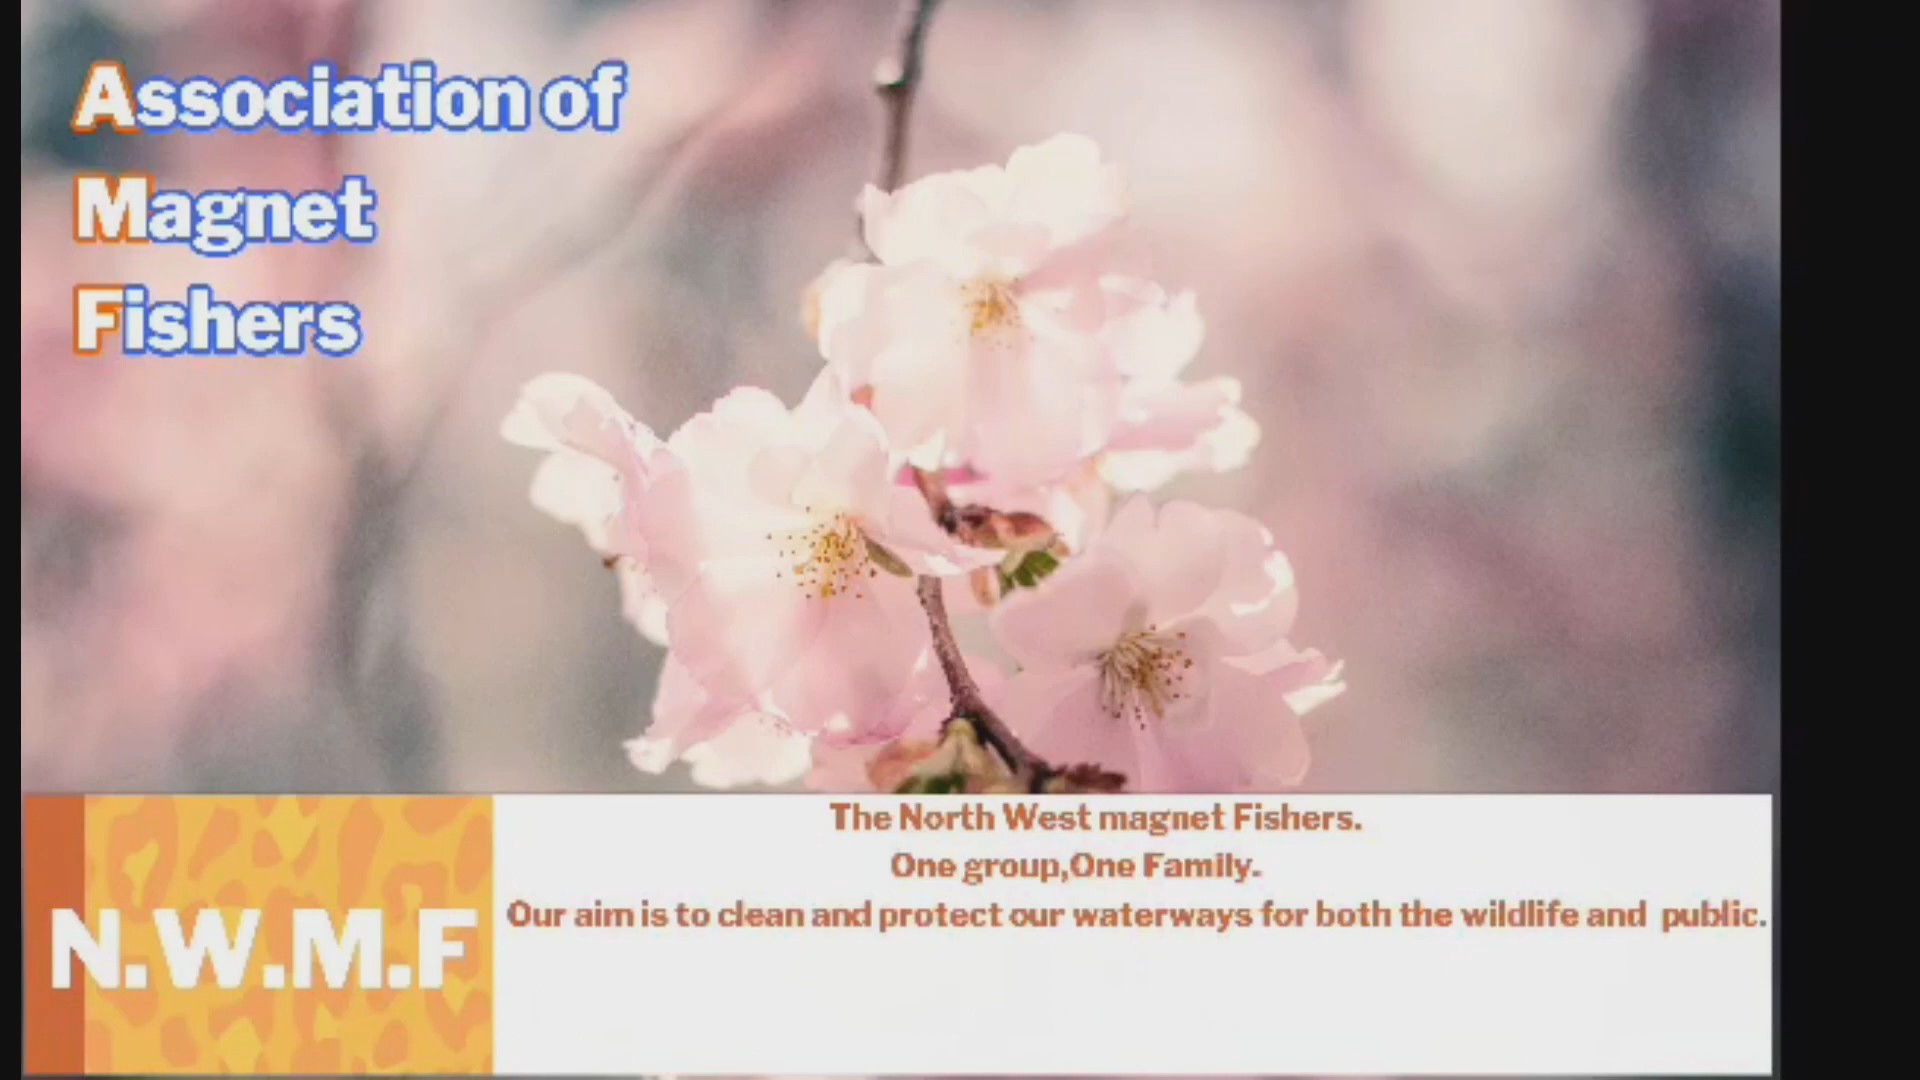 Association of
Magnet
Fishers
The North West magnet Fishers.
One group,One Family.
Our aim is to clean and protect our waterways for both the wildlife and public.
N.W.M.F